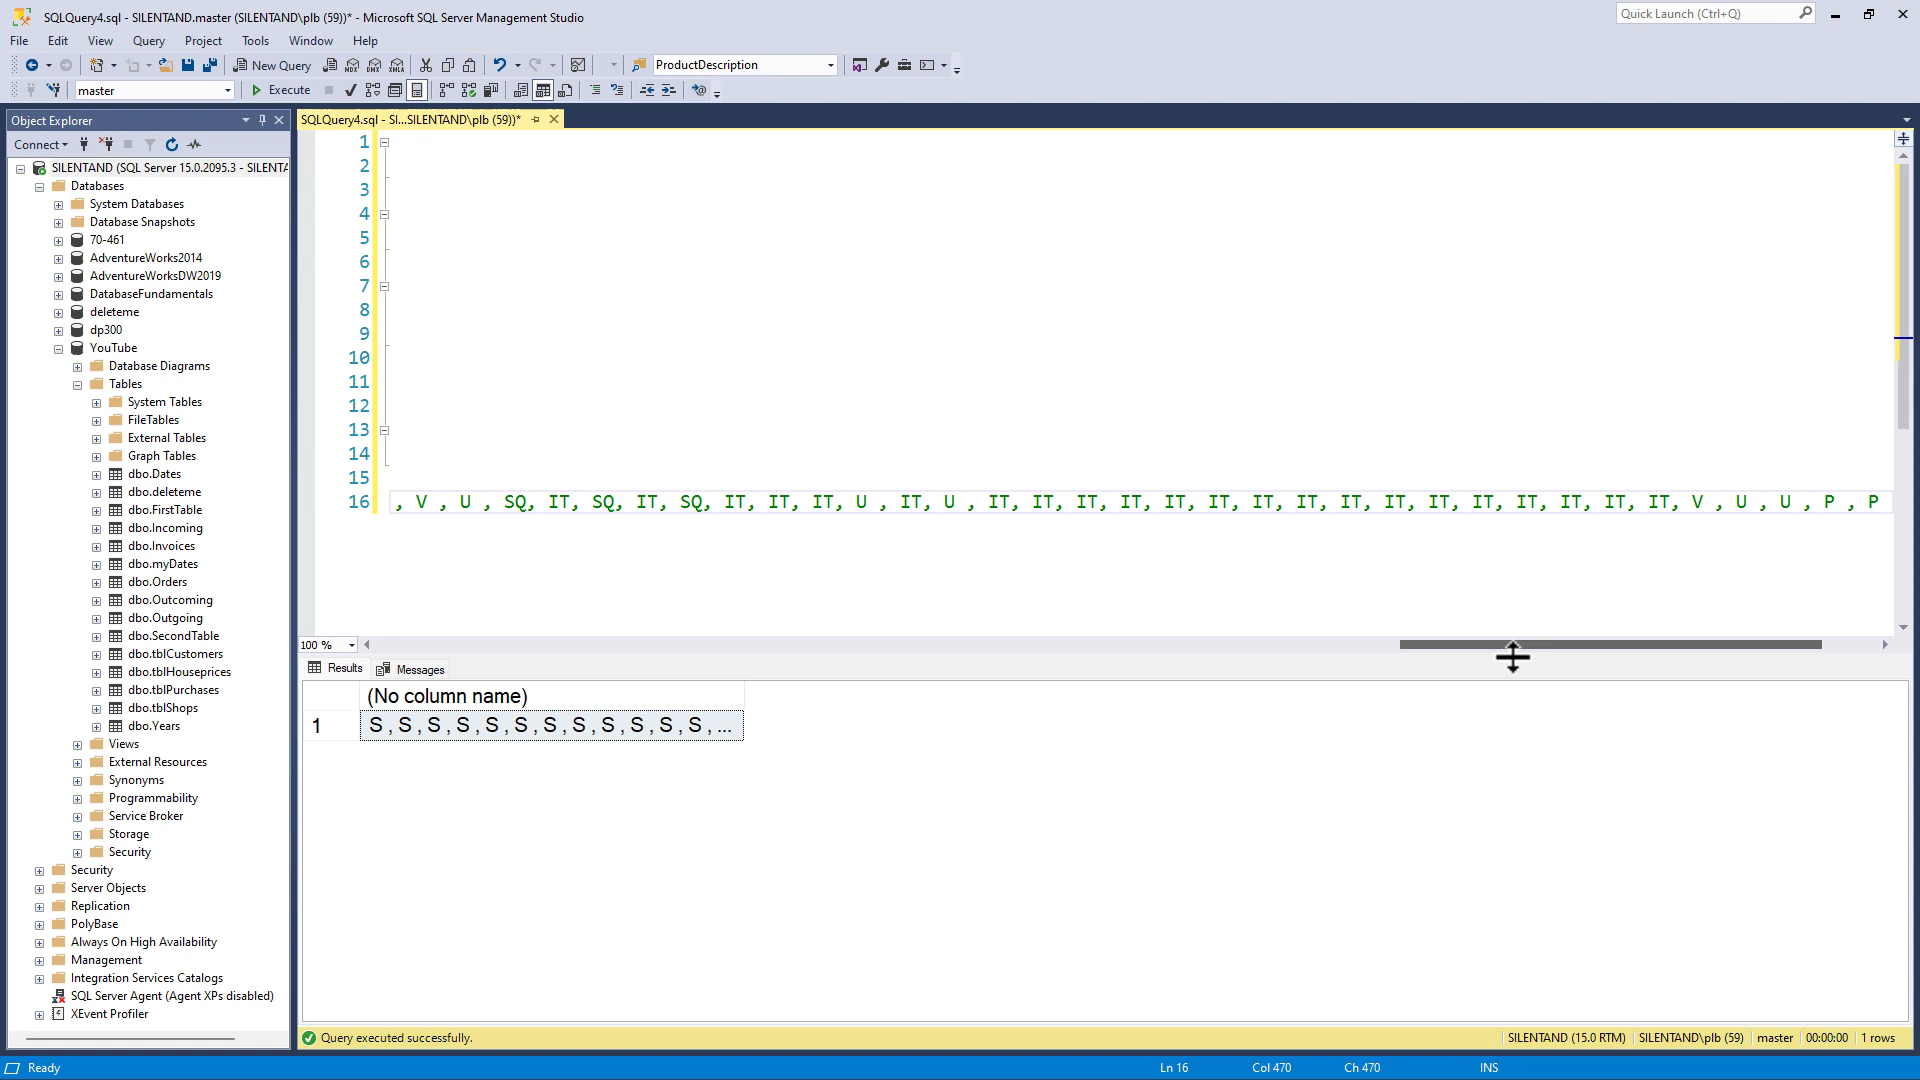 SQLQuery4.sql - SILENTAND.master (SILENTAND\plb (59))* - Microsoft SQL Server Management Studio
Quick Launch (Ctrl+Q)
File Edit View Query Project Tools Window Help
New Query
MDX DMX XMLA
ProductDescription
master
Execute
Object Explorer
SQLQuery4.sql - SI...SILENTAND\plb (59))*
Connect
SILENTAND (SQL Server 15.0.2095.3 - SILENTA
Databases
System Databases
Database Snapshots
70-461
AdventureWorks2014
AdventureWorksDW2019
DatabaseFundamentals
deleteme
dp300
YouTube
Database Diagrams
Tables
System Tables
FileTables
External Tables
Graph Tables
dbo.Dates
dbo.deleteme
dbo.FirstTable
dbo.Incoming
dbo.Invoices
dbo.myDates
dbo.Orders
dbo.Outcoming
dbo.Outgoing
dbo.SecondTable
dbo.tblCustomers
dbo.tblHouseprices
dbo.tblPurchases
dbo.tblShops
dbo.Years
Views
External Resources
Synonyms
Programmability
Service Broker
Storage
Security
Security
Server Objects
Replication
PolyBase
Always On High Availability
Management
Integration Services Catalogs
SQL Server Agent (Agent XPs disabled)
XEvent Profiler
1
2
3
4
5
6
7
8
9
10
11
12
13
14
15
16 , V , U , SQ, IT, SQ, IT, SQ, IT, IT, IT, U , IT, U , IT, IT, IT, IT, IT, IT, IT, IT, IT, IT, IT, IT, IT, IT, IT, IT, V , U , U , P , P
100 %
Results Messages
(No column name)
1 S , S , S , S , S , S , S , S , S , S , S , S , ...
Query executed successfully.
SILENTAND (15.0 RTM) SILENTAND\plb (59) master 00:00:00 1 rows
Ready
Ln 16 Col 470 Ch 470 INS